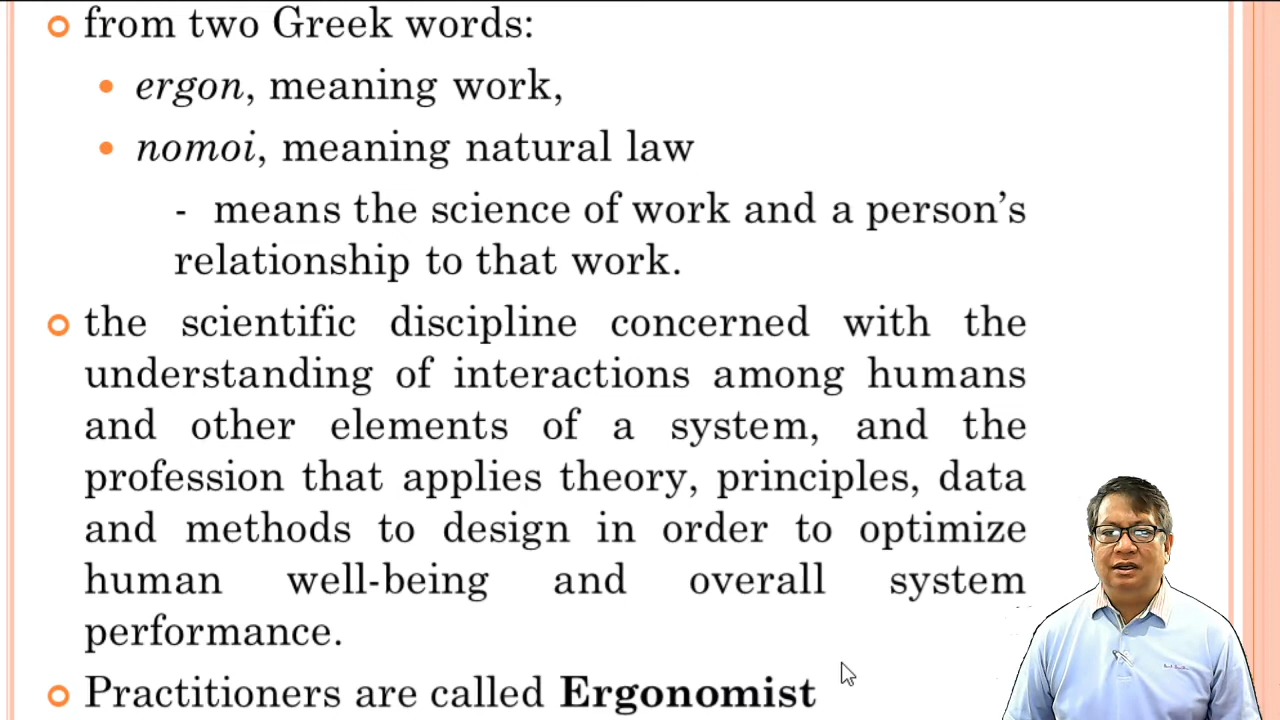 from two Greek words:
ergon, meaning work,
nomoi, meaning natural law
- means the science of work and a person’s
relationship to that work.
the scientific discipline concerned with the
understanding of interactions among humans
and other elements of a system, and the
profession that applies theory, principles, data
and methods to design in order to optimize
human well-being and overall system
performance.
Practitioners are called Ergonomist